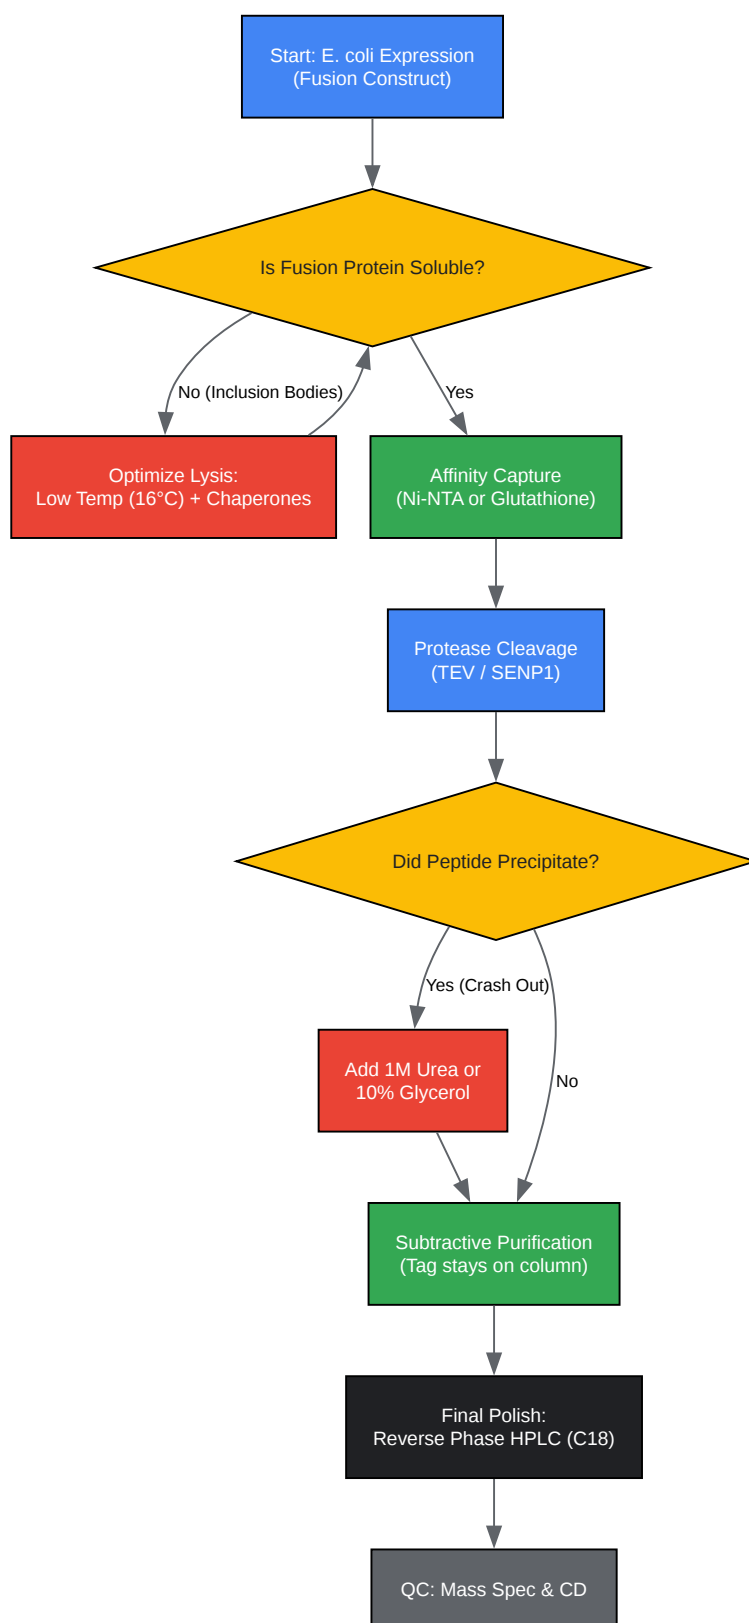 Start: E. coli Expression
(Fusion Construct)
Is Fusion Protein Soluble?
No (Inclusion Bodies)
Yes
Optimize Lysis:
Low Temp (16°C) + Chaperones
Affinity Capture
(Ni-NTA or Glutathione)
Protease Cleavage
(TEV / SENP1)
Did Peptide Precipitate?
Yes (Crash Out)
Add 1M Urea or
10% Glycerol
No
Subtractive Purification
(Tag stays on column)
Final Polish:
Reverse Phase HPLC (C18)
QC: Mass Spec & CD